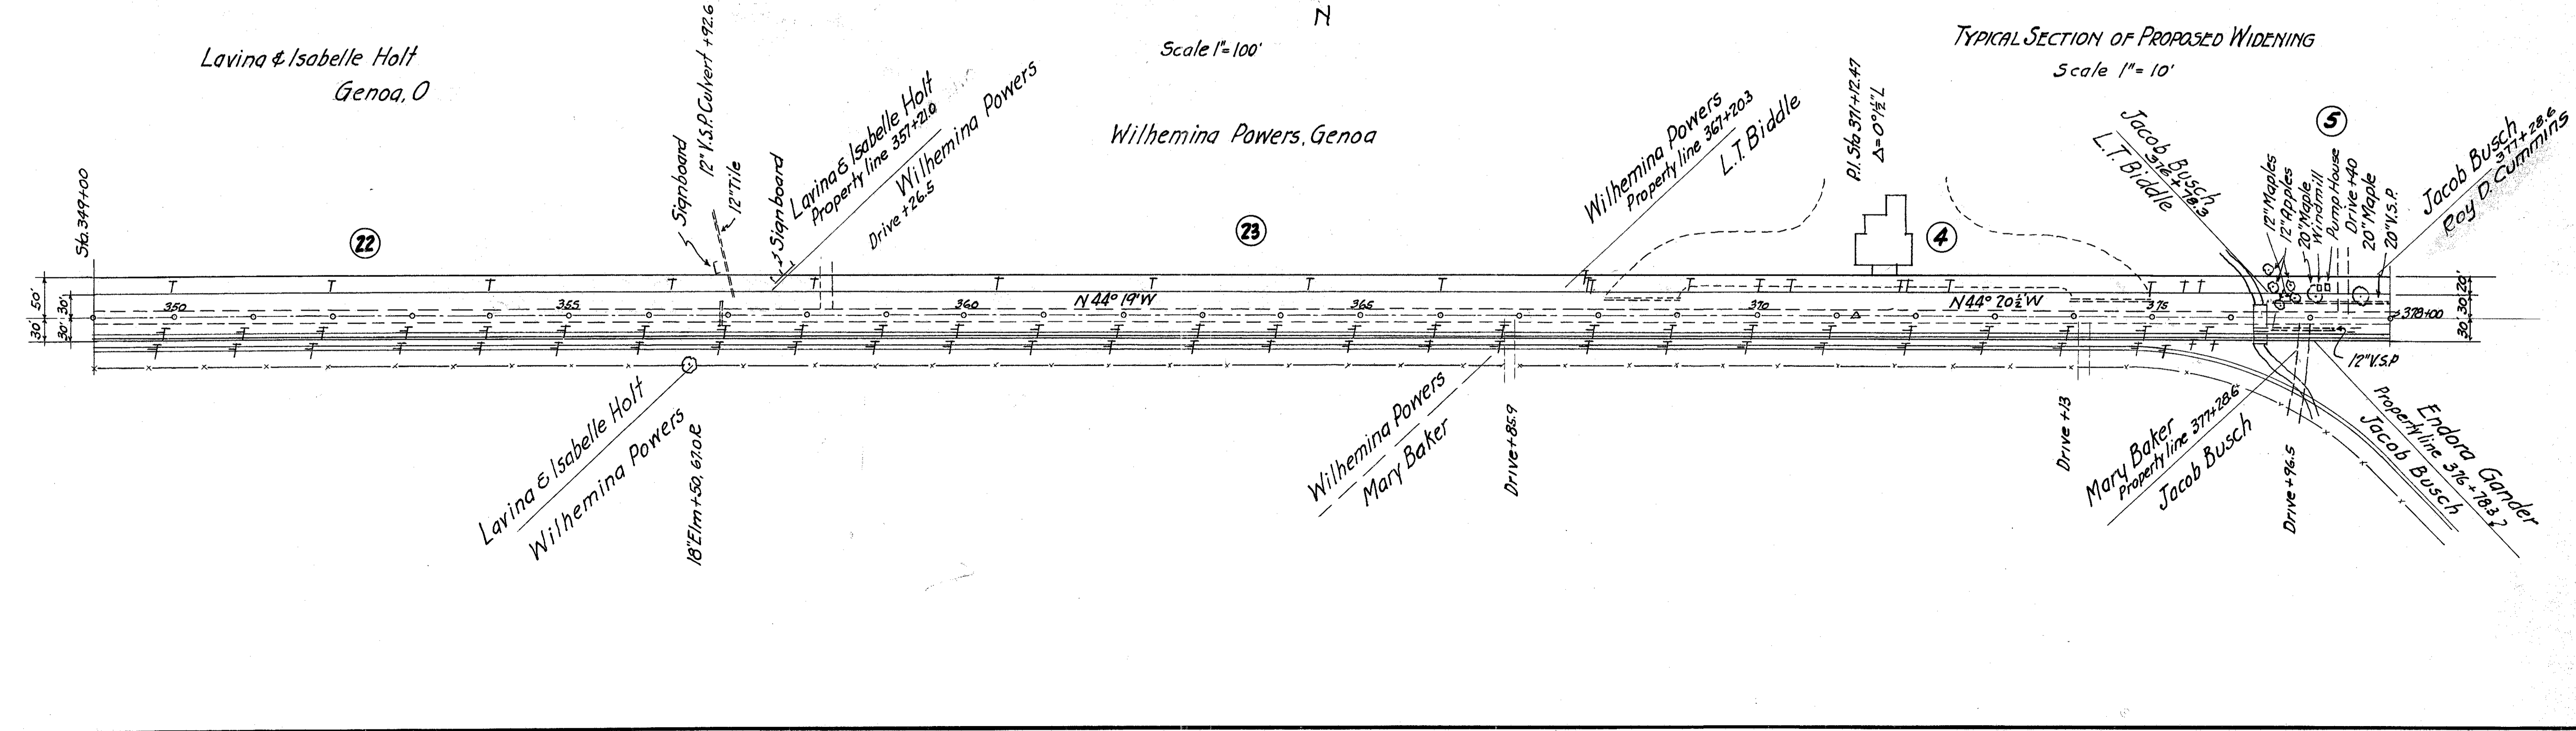 Lavina & Isabelle Holt
Genoa, O
Scale 1"=100'
N
TYPICAL SECTION OF PROPOSED WIDENING
Scale 1"=10'
Wilhemina Powers, Genoa
Sta. 349+00
22
Signboard
12" V.S.P. Culvert +92.6
12" Tile
Signboard
Lavina & Isabelle Holt
Property line 357+21.0
Wilhemina Powers
Drive +26.5
23
Wilhemina Powers
Property line 367+20.3
L.T. Biddle
P.I. Sta 371+12.47
Δ=0°1½' L
4
Jacob Busch
376+78.3
L.T. Biddle
5
12" Maples
12" Apples
20" Maple
Windmill
Pump House
Drive +40
20" Maple
20" V.S.P.
Jacob Busch
377+28.6
Roy D. Cummins
50'
30'
30'
30'
350
355
360
N 44° 19' W
365
370
N 44° 20½' W
375
378+00
20'
30'
30'
12" V.S.P
Lavina & Isabelle Holt
Wilhemina Powers
18" Elm +50, 67.0 R
Wilhemina Powers
Mary Baker
Drive +85.9
Drive +13
Mary Baker
Property line 377+28.6
Jacob Busch
Drive +96.5
Endora Gander
Property line 376+78.3?
Jacob Busch